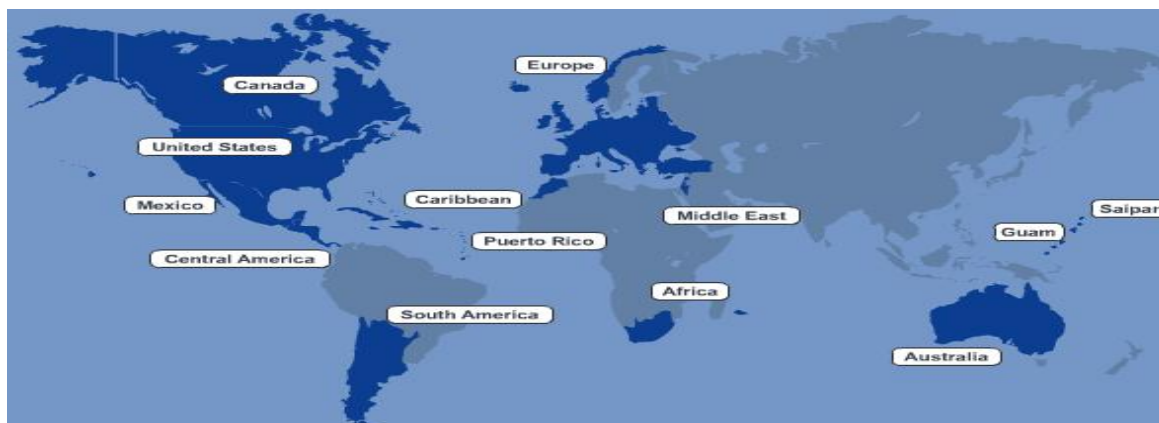 Europe
Canada
United States
Caribbean
Mexico
Saipan
Middle East
Guam
Puerto Rico
Central America
Africa
South America
Australia